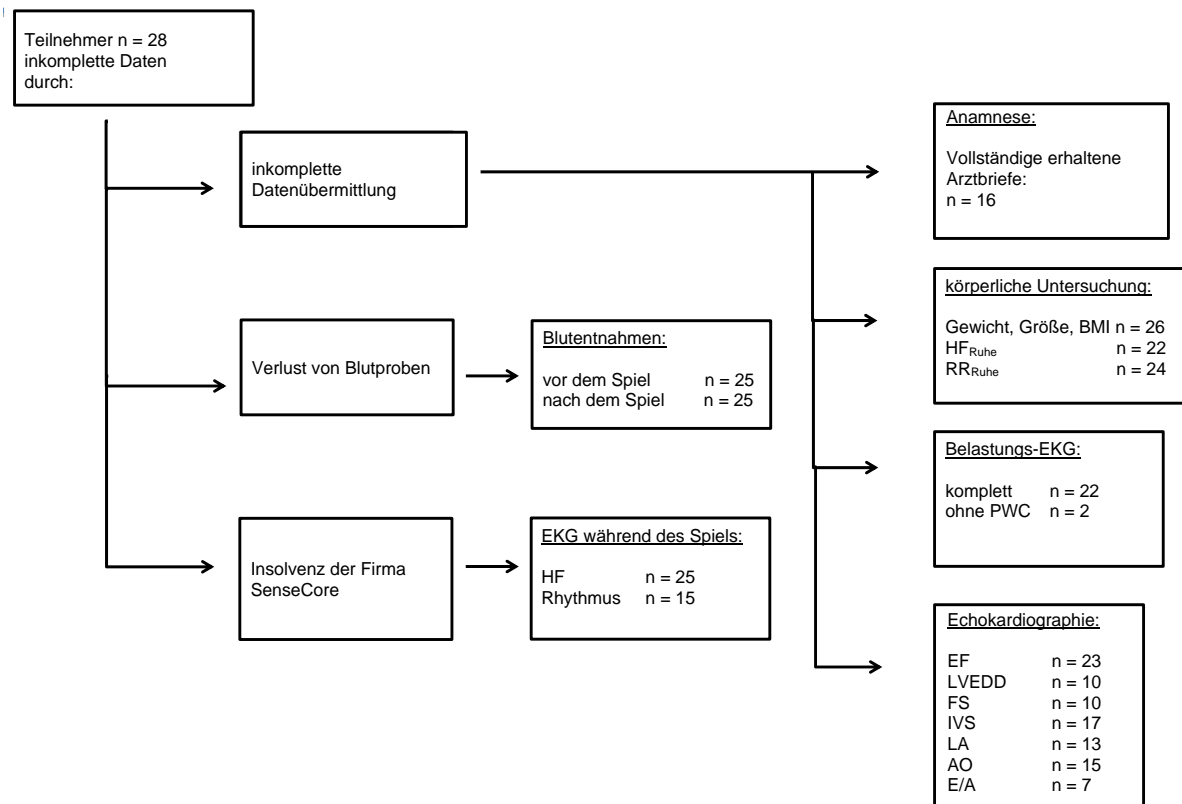 Teilnehmer n = 28
inkomplette Daten
durch:
inkomplette
Datenübermittlung
Anamnese:
Vollständige erhaltene
Arztbriefe:
n = 16
körperliche Untersuchung:
Gewicht, Größe, BMI n = 26
HFRuhe n = 22
RRRuhe n = 24
Verlust von Blutproben
Blutentnahmen:
vor dem Spiel n = 25
nach dem Spiel n = 25
Belastungs-EKG:
komplett n = 22
ohne PWC n = 2
Insolvenz der Firma
SenseCore
EKG während des Spiels:
HF n = 25
Rhythmus n = 15
Echokardiographie:
EF n = 23
LVEDD n = 10
FS n = 10
IVS n = 17
LA n = 13
AO n = 15
E/A n = 7